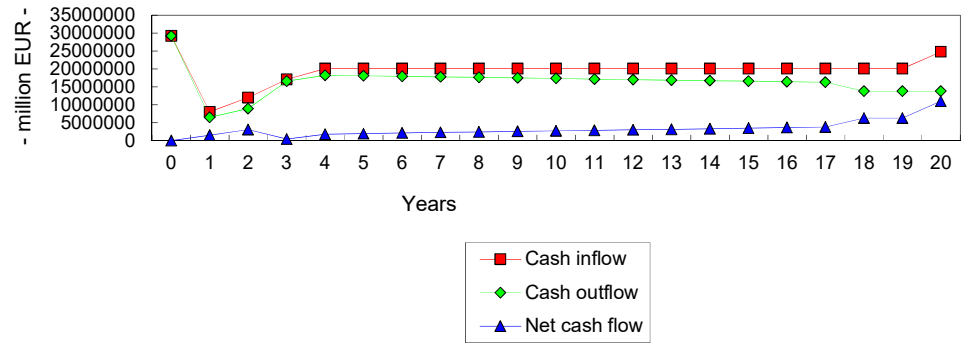 - million EUR -
35000000
30000000
25000000
20000000
15000000
10000000
5000000
0
0 1 2 3 4 5 6 7 8 9 10 11 12 13 14 15 16 17 18 19 20
Years
Cash inflow
Cash outflow
Net cash flow